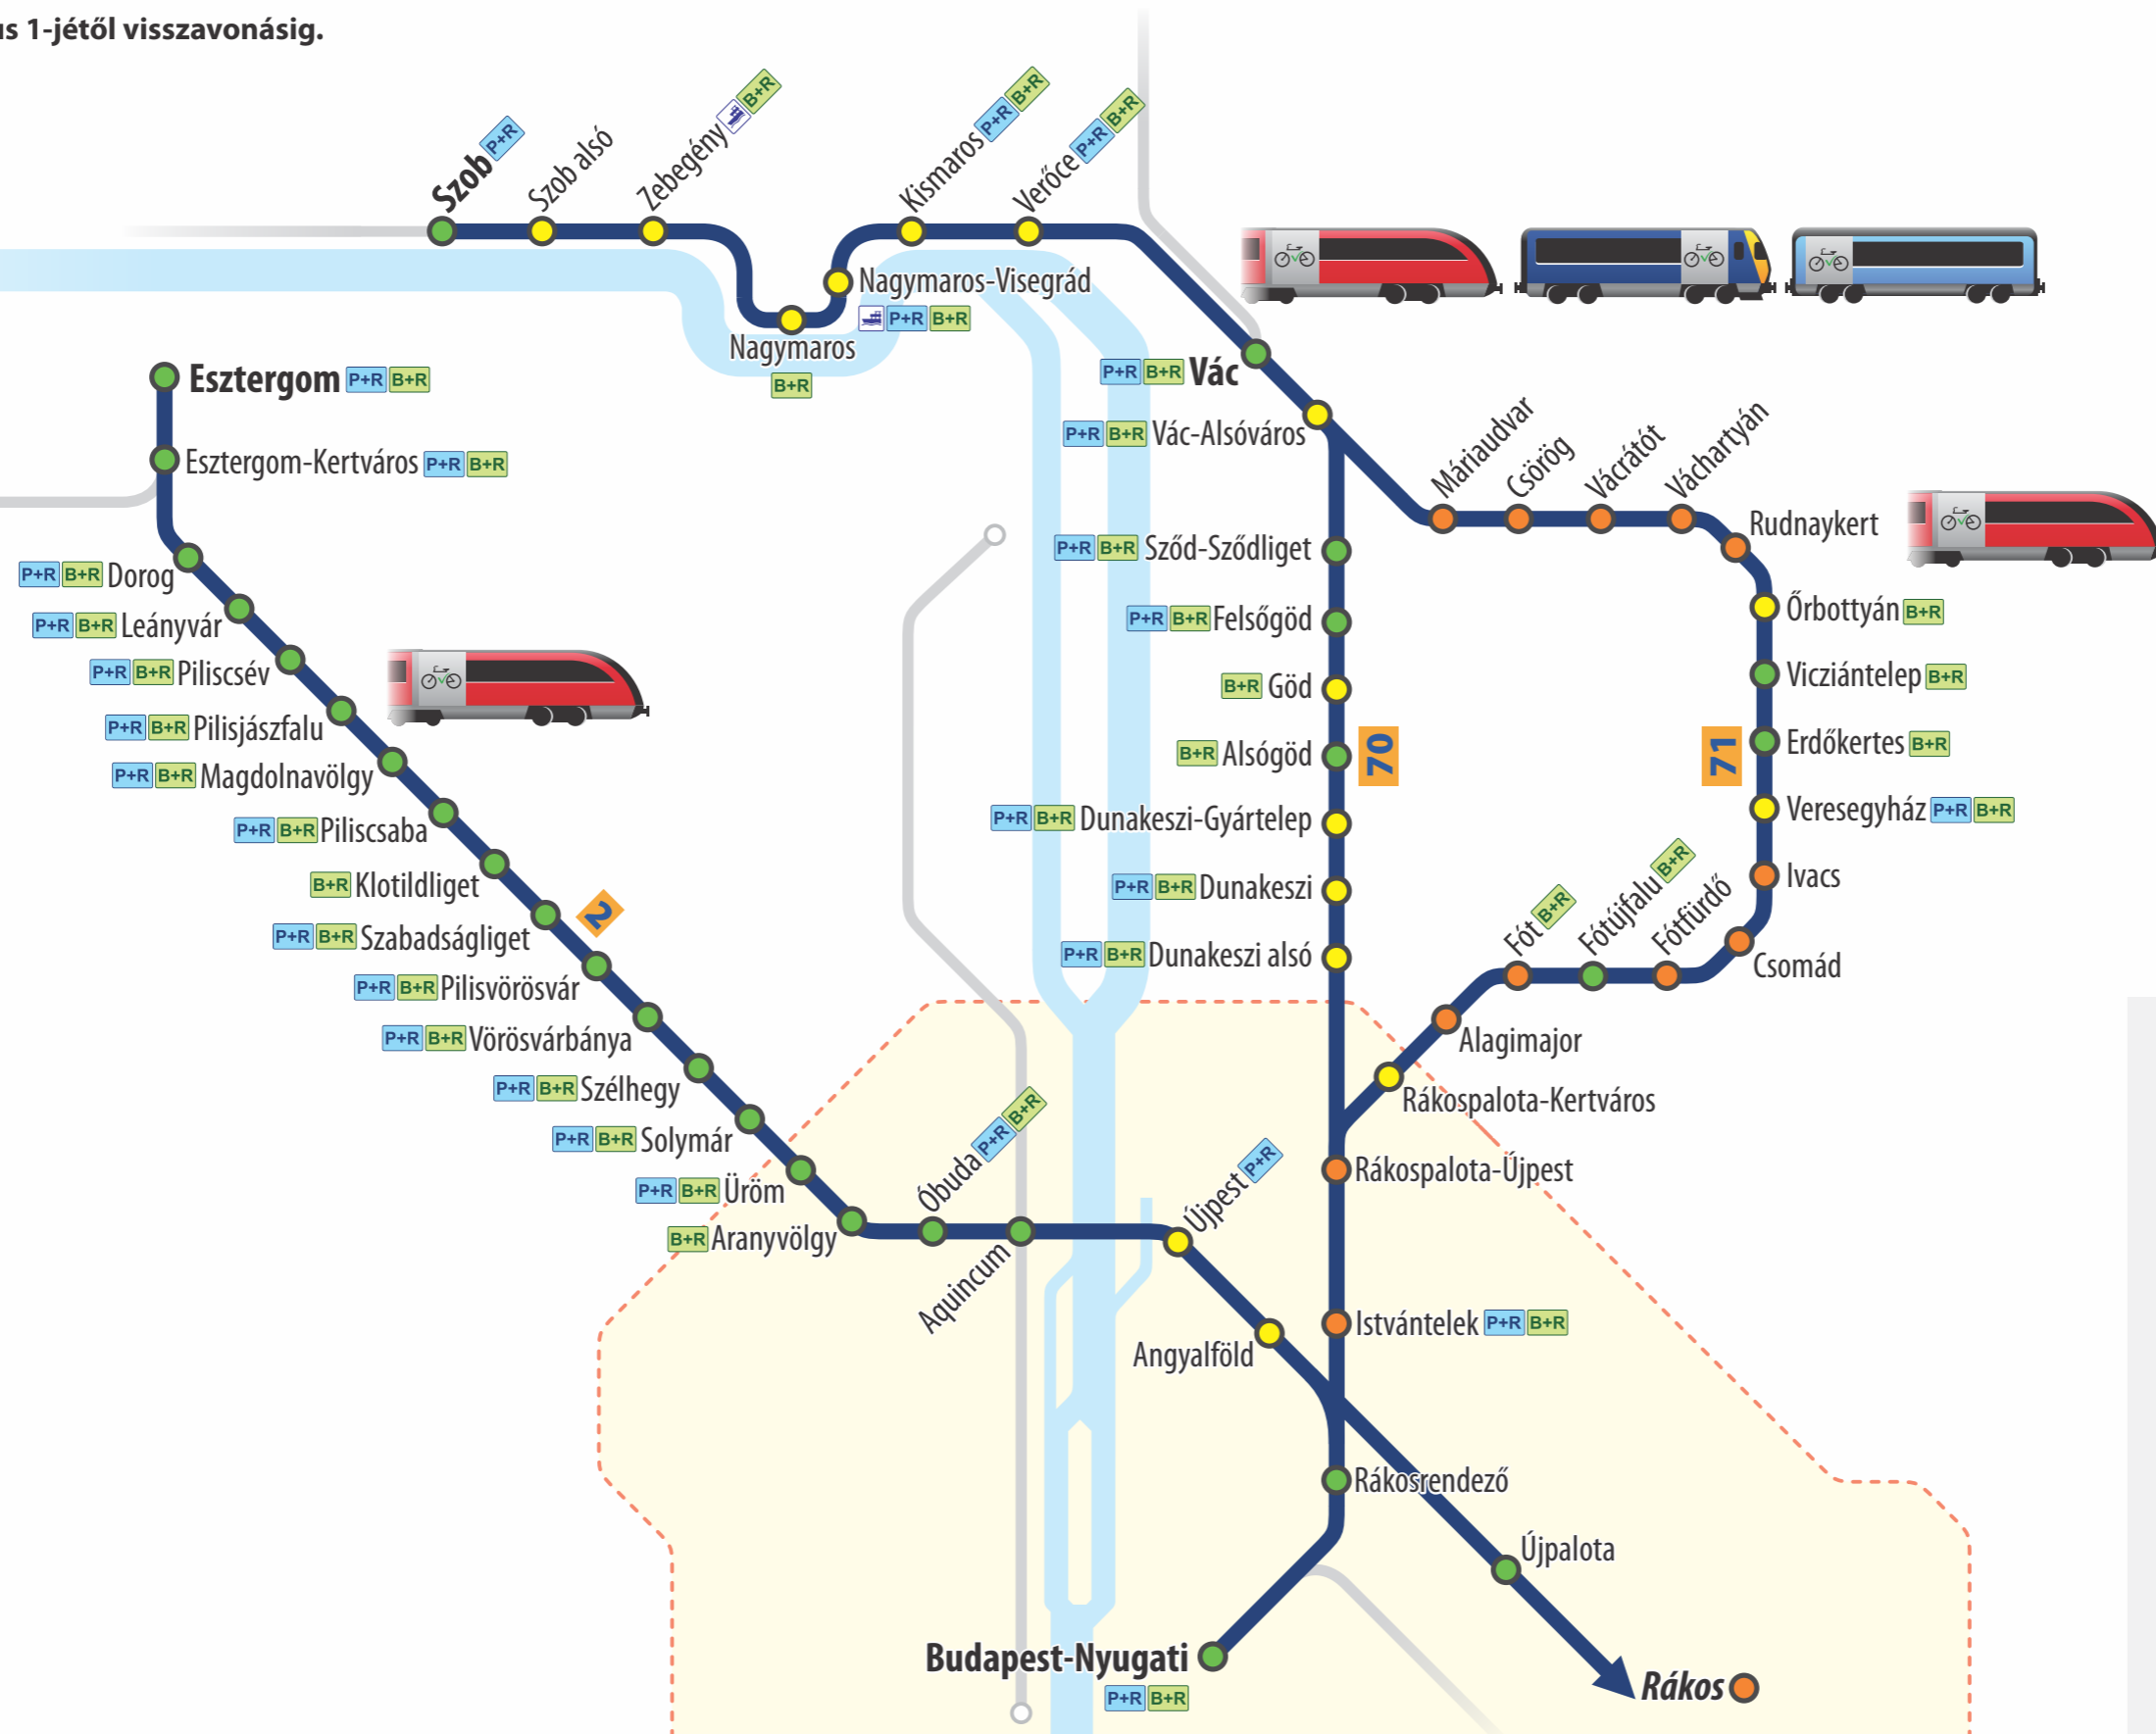 us 1-jétől visszavonásig.
Szob P+R
Szob alsó
Zebegény B+R
Nagymaros
B+R
Nagymaros-Visegrád
P+R B+R
Kismaros P+R B+R
Verőce P+R B+R
P+R B+R Vác
P+R B+R Vác-Alsóváros
Máriaudvar
Csörög
Vácrátót
Váchartyán
Rudnaykert
Őrbottyán B+R
Vicziántelep B+R
Erdőkertes B+R
71
Veresegyház P+R B+R
Ivacs
Csomád
Fótfürdő
Fótújfalu B+R
Fót B+R
Alagimajor
Rákospalota-Kertváros
P+R B+R Sződ-Sződliget
P+R B+R Felsőgöd
B+R Göd
B+R Alsógöd
70
P+R B+R Dunakeszi-Gyártelep
P+R B+R Dunakeszi
P+R B+R Dunakeszi alsó
Rákospalota-Újpest
Istvántelek P+R B+R
Rákosrendező
Budapest-Nyugati
P+R B+R
Esztergom P+R B+R
Esztergom-Kertváros P+R B+R
P+R B+R Dorog
P+R B+R Leányvár
P+R B+R Piliscsév
P+R B+R Pilisjászfalu
P+R B+R Magdolnavölgy
P+R B+R Piliscsaba
B+R Klotildliget
2
P+R B+R Szabadságliget
P+R B+R Pilisvörösvár
P+R B+R Vörösvárbánya
P+R B+R Szélhegy
P+R B+R Solymár
P+R B+R Üröm
B+R Aranyvölgy
Óbuda P+R B+R
Aquincum
Újpest P+R
Angyalföld
Újpalota
Rákos